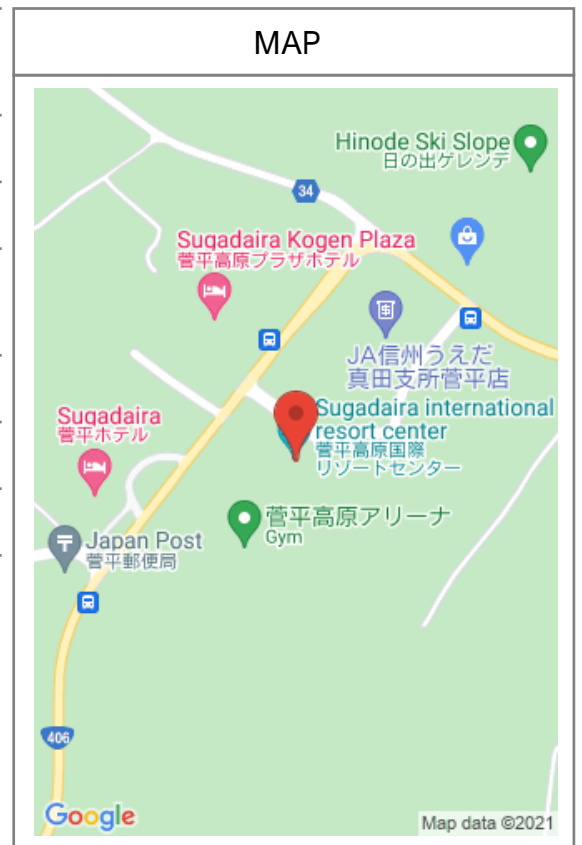 MAP
Hinode Ski Slope
日の出ゲレンデ
34
Sugadaira Kogen Plaza
菅平高原プラザホテル
JA信州うえだ
真田支所菅平店
Sugadaira
菅平ホテル
Sugadaira international
resort center
菅平高原国際
リゾートセンター
菅平高原アリーナ
Gym
〒
Japan Post
菅平郵便局
406
Google
Map data ©2021